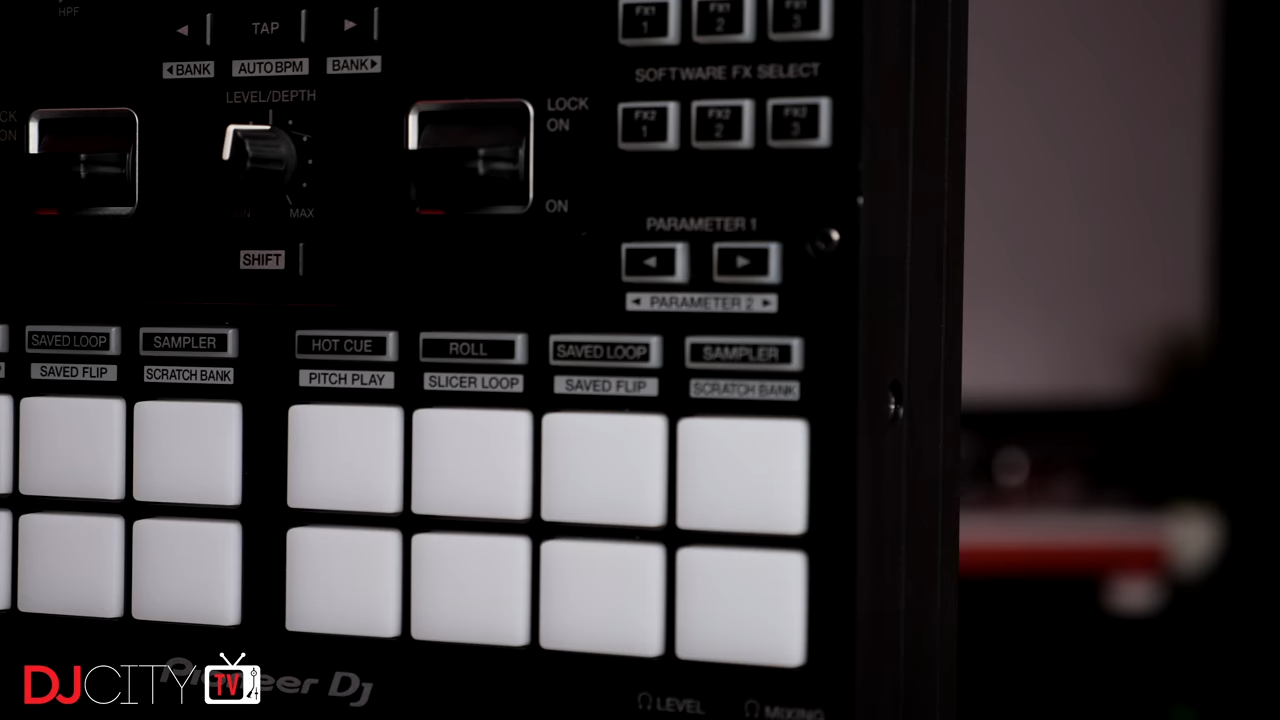 HPF
FX1 1
FX1 2
FX1 3
◄ TAP ►
◄BANK AUTO BPM BANK►
SOFTWARE FX SELECT
LEVEL/DEPTH
LOCK
ON
FX2 1
FX2 2
FX2 3
MAX
ON
PARAMETER 1
◄ ►
SHIFT
◄ PARAMETER 2 ►
SAVED LOOP SAMPLER HOT CUE ROLL SAVED LOOP SAMPLER
SAVED FLIP SCRATCH BANK PITCH PLAY SLICER LOOP SAVED FLIP SCRATCH BANK
Pioneer Dj
DJCITY TV
LEVEL MIXING